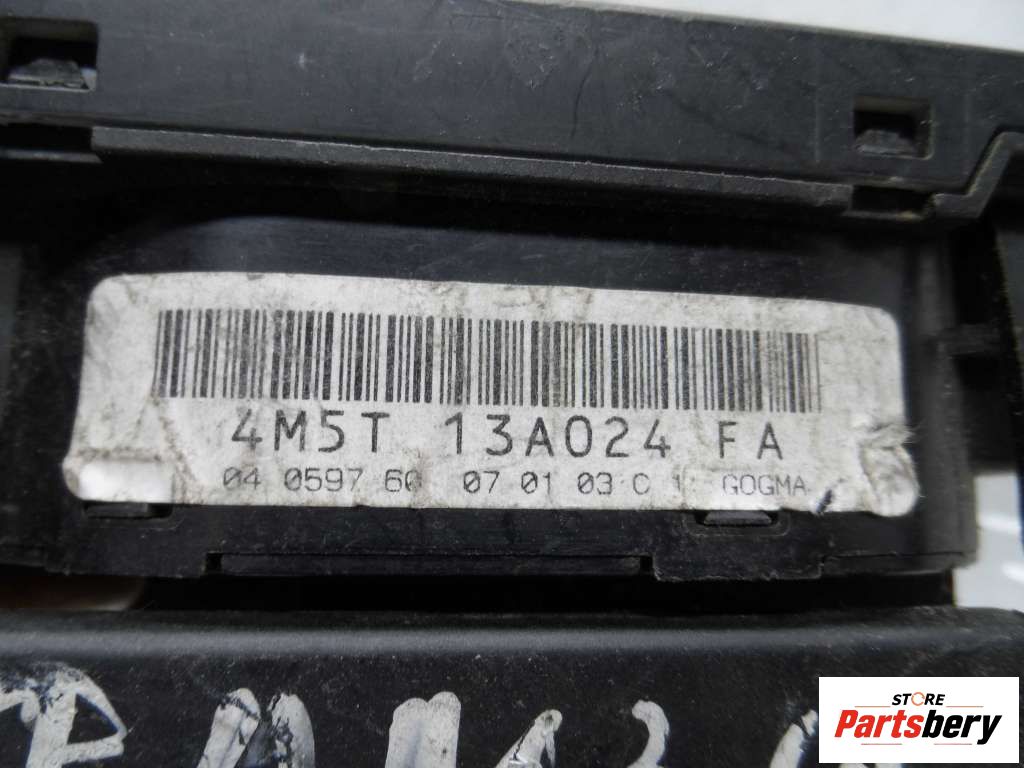 4M5T 13A024 FA
04 0597 60 07 01 03 C 1 GOGMA
STORE
Partsbery